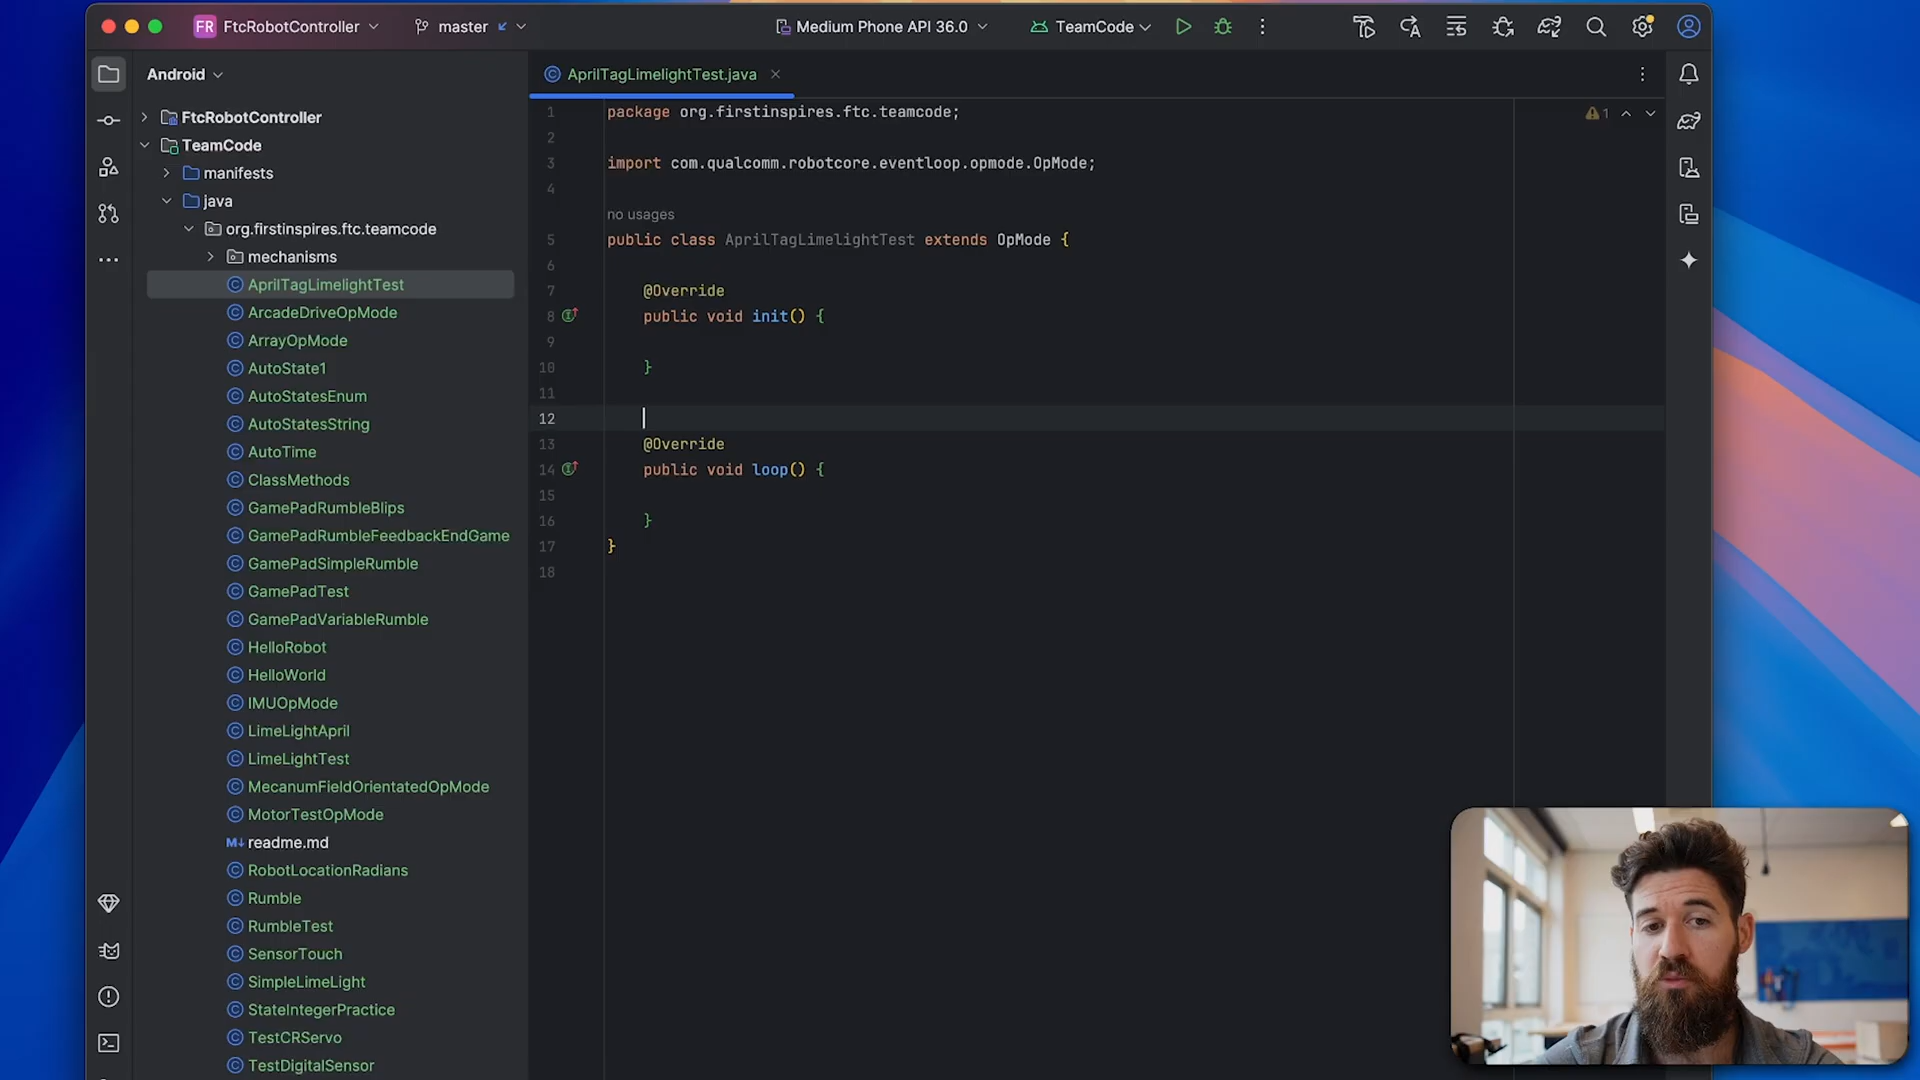 FR FtcRobotController
master
Medium Phone API 36.0
TeamCode
Android
FtcRobotController
TeamCode
manifests
java
org.firstinspires.ftc.teamcode
mechanisms
AprilTagLimelightTest
ArcadeDriveOpMode
ArrayOpMode
AutoState1
AutoStatesEnum
AutoStatesString
AutoTime
ClassMethods
GamePadRumbleBlips
GamePadRumbleFeedbackEndGame
GamePadSimpleRumble
GamePadTest
GamePadVariableRumble
HelloRobot
HelloWorld
IMUOpMode
LimeLightApril
LimeLightTest
MecanumFieldOrientatedOpMode
MotorTestOpMode
M↓ readme.md
RobotLocationRadians
Rumble
RumbleTest
SensorTouch
SimpleLimeLight
StateIntegerPractice
TestCRServo
TestDigitalSensor
AprilTagLimelightTest.java
1
1 package org.firstinspires.ftc.teamcode;
2
3 import com.qualcomm.robotcore.eventloop.opmode.OpMode;
4
no usages
5 public class AprilTagLimelightTest extends OpMode {
6
7 @Override
8 public void init() {
9
10 }
11
12
13 @Override
14 public void loop() {
15
16 }
17 }
18